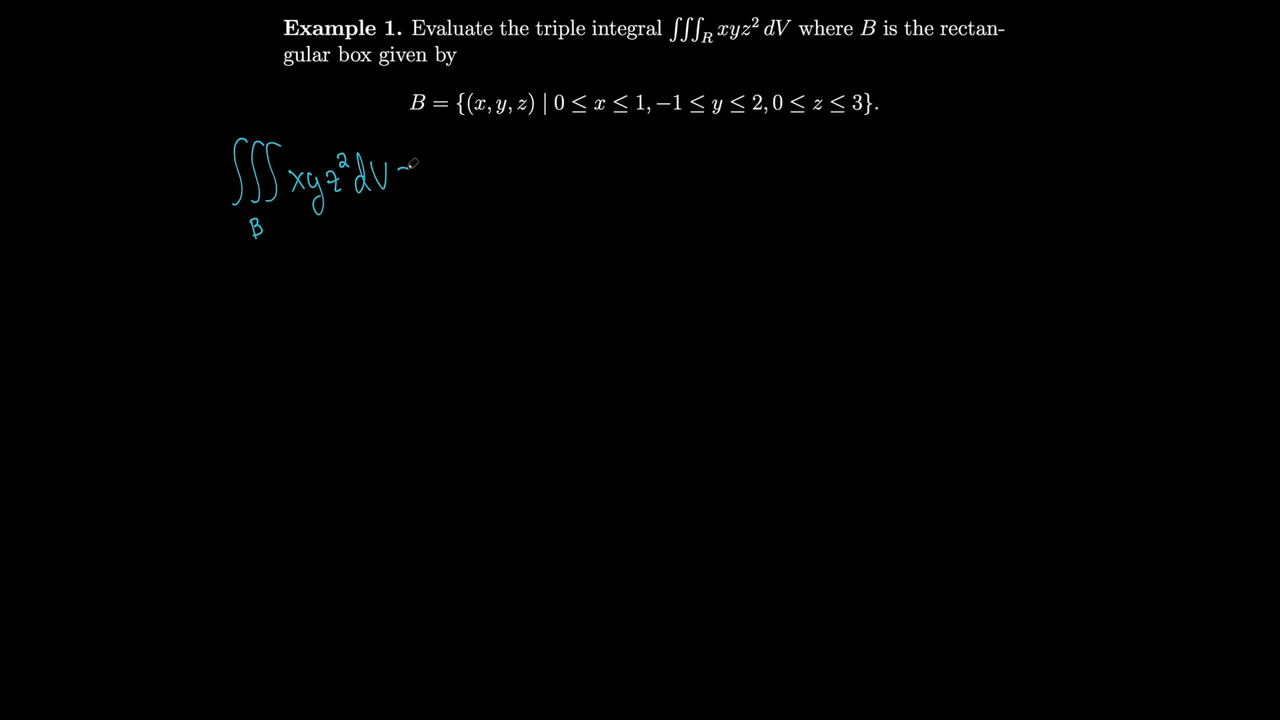 Example 1. Evaluate the triple integral ∭_R xyz² dV where B is the rectan-
gular box given by
B = {(x, y, z) | 0 ≤ x ≤ 1, −1 ≤ y ≤ 2, 0 ≤ z ≤ 3}.
∭_B xyz² dV −